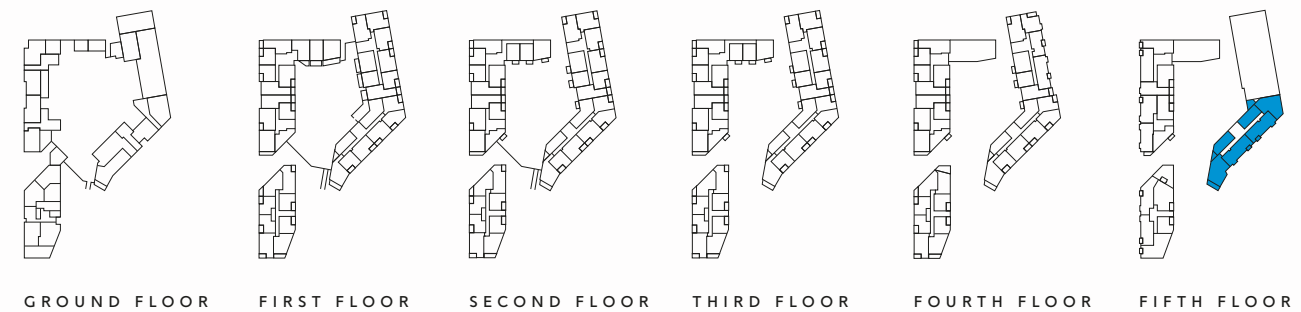 GROUND FLOOR
FIRST FLOOR
SECOND FLOOR
THIRD FLOOR
FOURTH FLOOR
FIFTH FLOOR